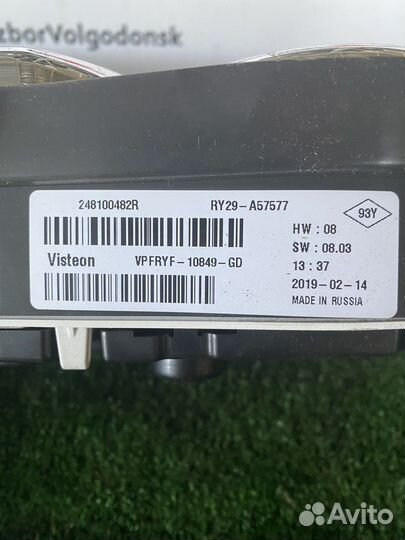 zborVolgodonsk
248100482R RY29-A57577
93Y
HW : 08
SW : 08.03
Visteon VPFRYF-10849-GD
13 : 37
2019-02-14
MADE IN RUSSIA
Avito